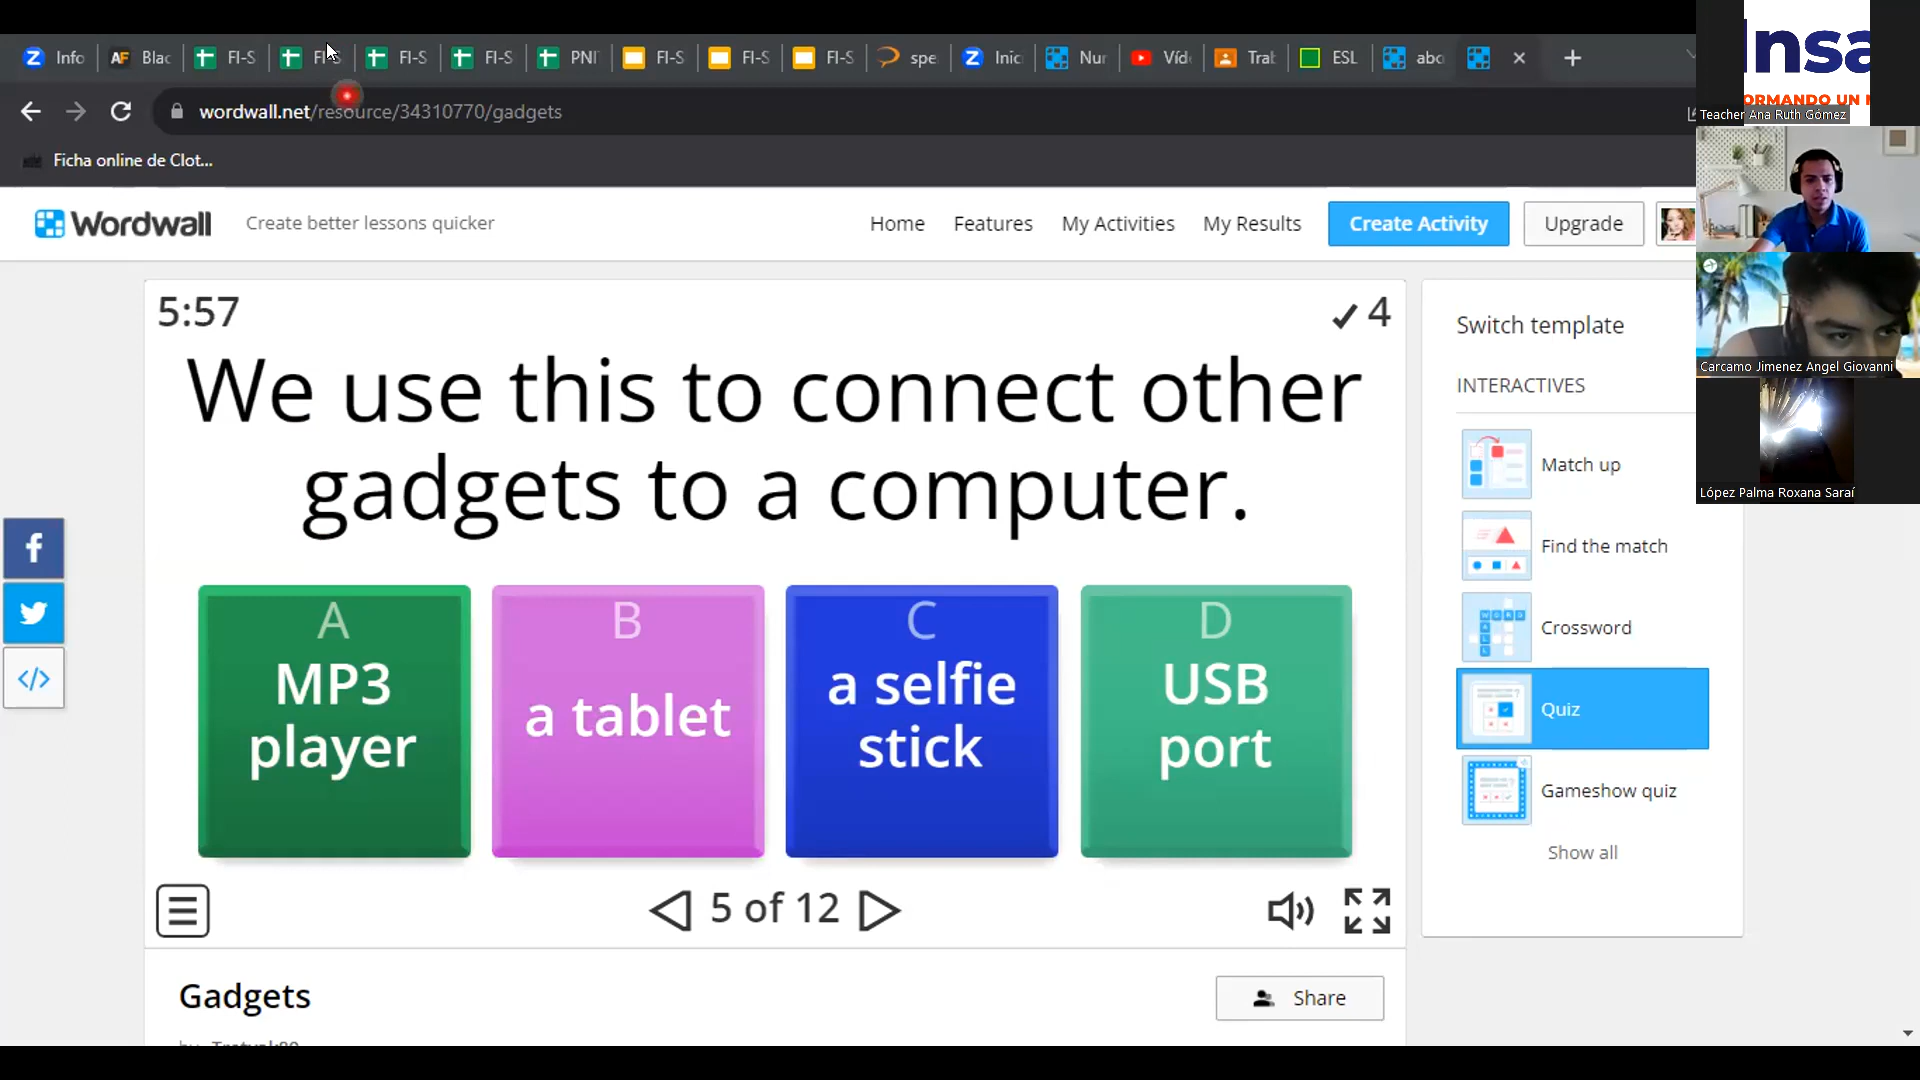 Info
AF Blac
FI-S
FI-S
FI-S
FI-S
PNI
FI-S
FI-S
FI-S
spe
Inic
Nur
Víd
Trab
ESL
abo
wordwall.net/resource/34310770/gadgets
Ficha online de Clot...
Insa
ORMANDO UN
Teacher Ana Ruth Gómez
Carcamo Jimenez Angel Giovanni
López Palma Roxana Saraí
Wordwall
Create better lessons quicker
Home
Features
My Activities
My Results
Create Activity
Upgrade
5:57
4
We use this to connect other
gadgets to a computer.
A
MP3
player
B
a tablet
C
a selfie
stick
D
USB
port
5 of 12
Switch template
INTERACTIVES
Match up
Find the match
Crossword
Quiz
Gameshow quiz
Show all
Gadgets
Share